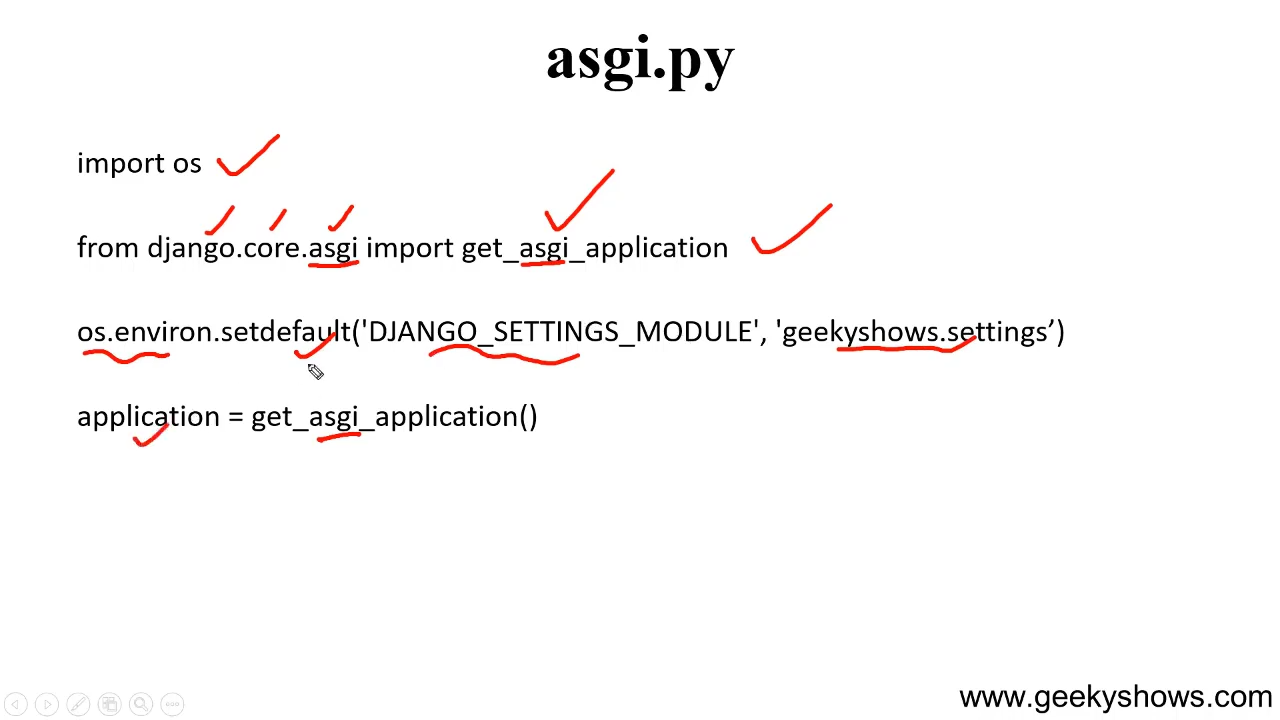 asgi.py
import os
from django.core.asgi import get_asgi_application
os.environ.setdefault('DJANGO_SETTINGS_MODULE', 'geekyshows.settings’)
application = get_asgi_application()
www.geekyshows.com